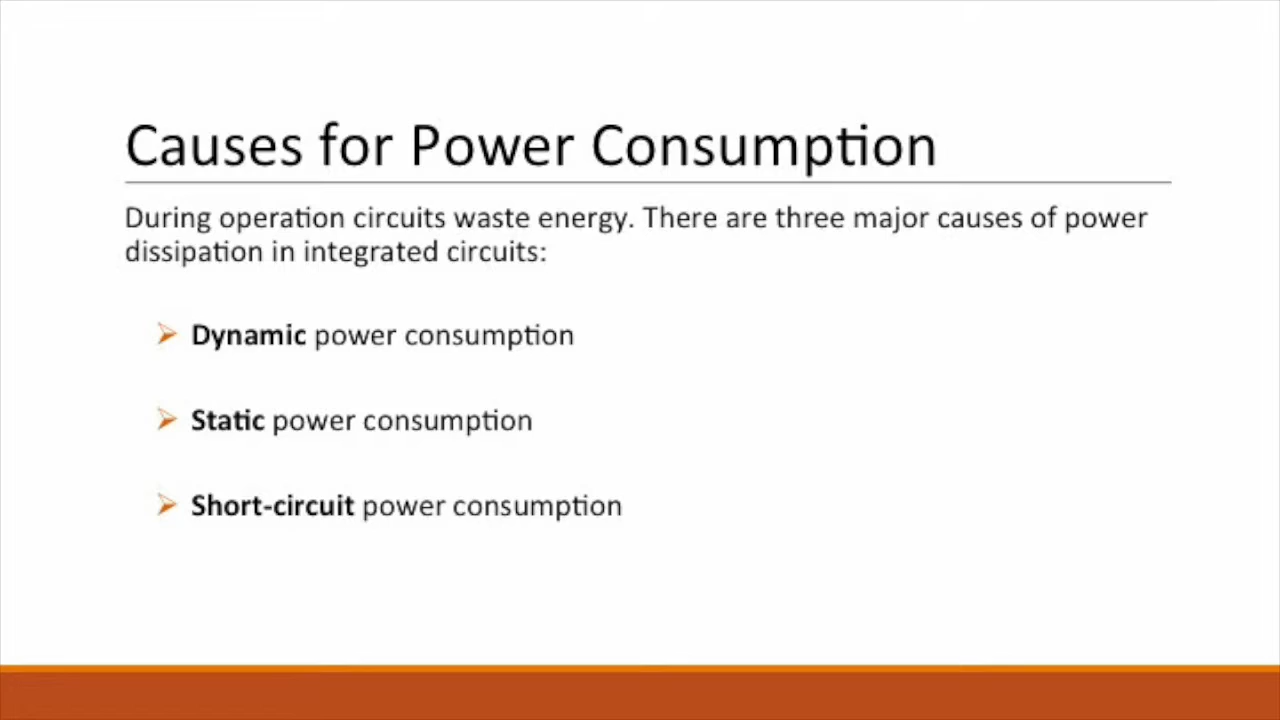 Causes for Power Consumption
During operation circuits waste energy. There are three major causes of power
dissipation in integrated circuits:
Dynamic power consumption
Static power consumption
Short-circuit power consumption